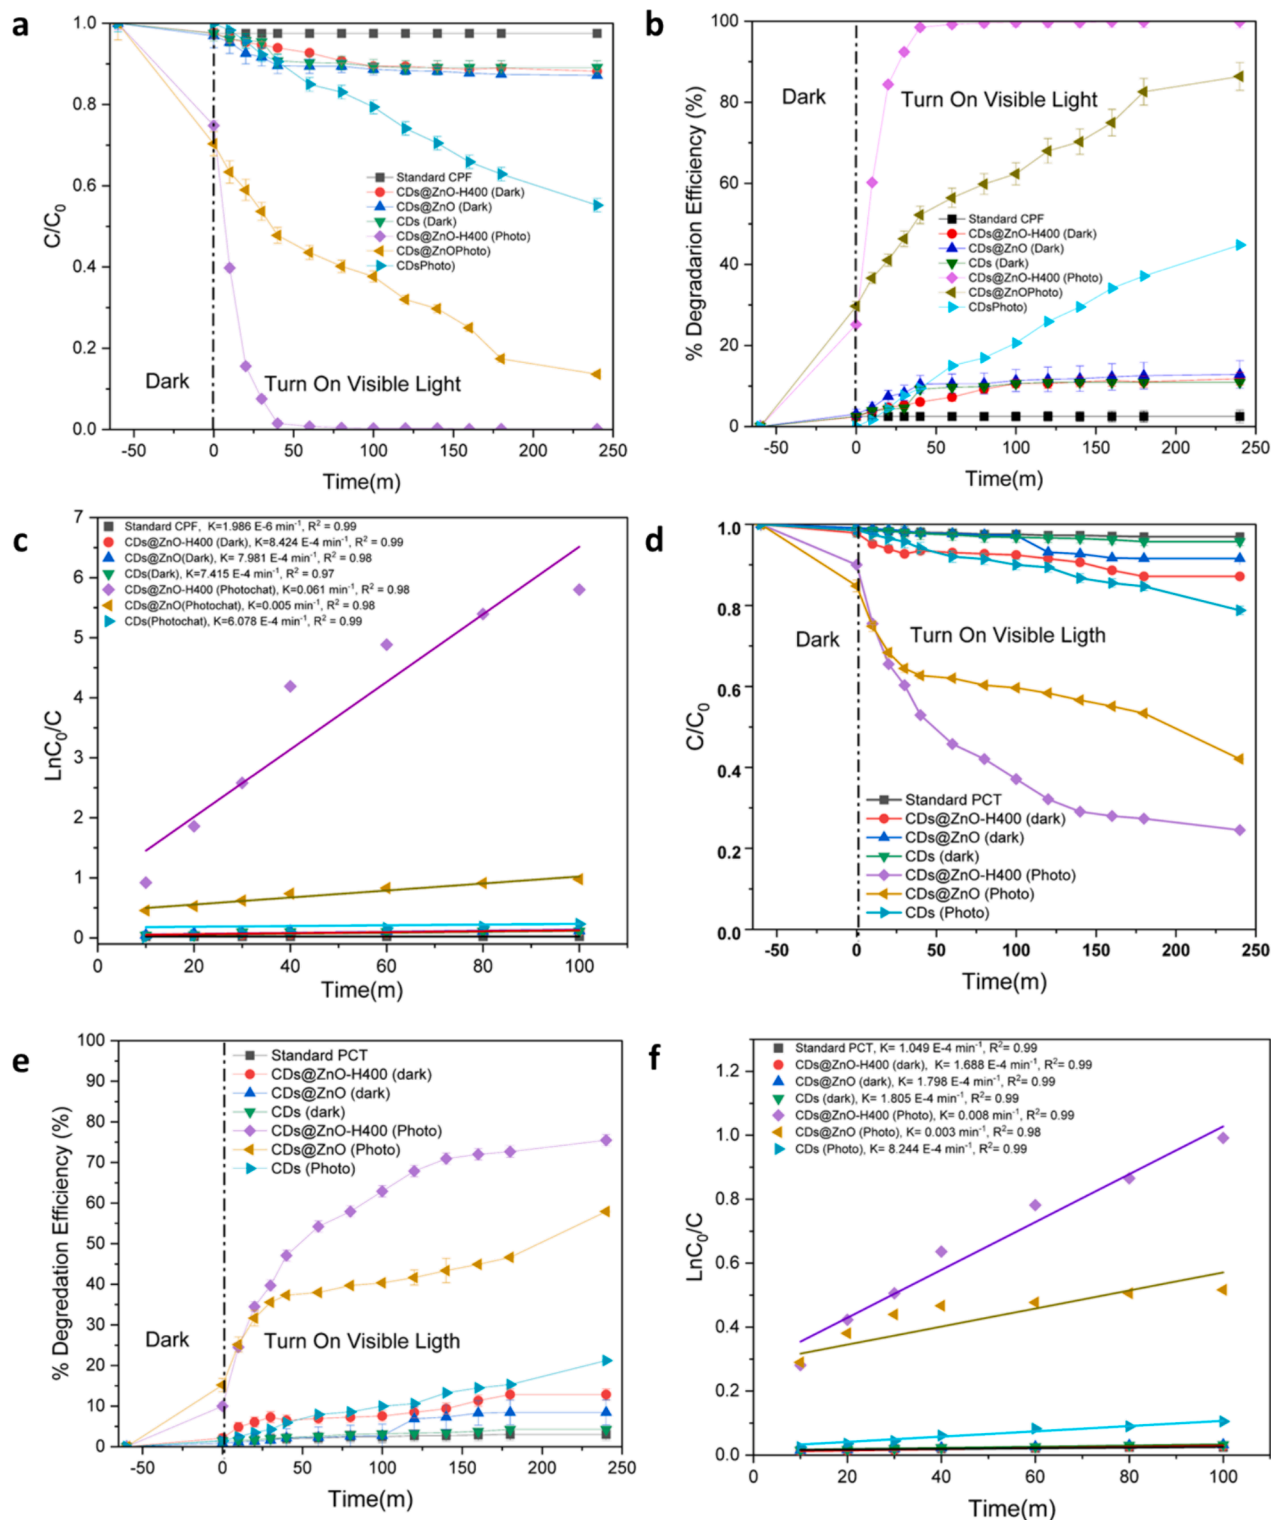 a
1.0
0.8
0.6
0.4
0.2
0.0
C/C0
Standard CPF
CDs@ZnO-H400 (Dark)
CDs@ZnO (Dark)
CDs (Dark)
CDs@ZnO-H400 (Photo)
CDs@ZnOPhoto)
CDsPhoto)
Dark
Turn On Visible Light
-50 0 50 100 150 200 250
Time(m)
b
100
80
60
40
20
0
% Degradarion Efficiency (%)
Dark
Turn On Visible Light
Standard CPF
CDs@ZnO-H400 (Dark)
CDs@ZnO (Dark)
CDs (Dark)
CDs@ZnO-H400 (Photo)
CDs@ZnOPhoto)
CDsPhoto)
-50 0 50 100 150 200 250
Time(m)
c
7
6
5
4
3
2
1
0
LnC0/C
Standard CPF, K=1.986 E-6 min-1, R2 = 0.99
CDs@ZnO-H400 (Dark), K=8.424 E-4 min-1, R2 = 0.99
CDs@ZnO(Dark), K= 7.981 E-4 min-1, R2 = 0.98
CDs(Dark), K=7.415 E-4 min-1, R2 = 0.97
CDs@ZnO-H400 (Photochat), K=0.061 min-1, R2 = 0.98
CDs@ZnO(Photochat), K=0.005 min-1, R2 = 0.98
CDs(Photochat), K=6.078 E-4 min-1, R2 = 0.99
0 20 40 60 80 100
Time(m)
d
1.0
0.8
0.6
0.4
0.2
0.0
C/C0
Dark
Turn On Visible Ligth
Standard PCT
CDs@ZnO-H400 (dark)
CDs@ZnO (dark)
CDs (dark)
CDs@ZnO-H400 (Photo)
CDs@ZnO (Photo)
CDs (Photo)
-50 0 50 100 150 200 250
Time(m)
e
100
90
80
70
60
50
40
30
20
10
0
% Degredation Efficiency (%)
Standard PCT
CDs@ZnO-H400 (dark)
CDs@ZnO (dark)
CDs (dark)
CDs@ZnO-H400 (Photo)
CDs@ZnO (Photo)
CDs (Photo)
Dark
Turn On Visible Ligth
-50 0 50 100 150 200 250
Time(m)
f
1.2
1.0
0.8
0.6
0.4
0.2
0.0
LnC0/C
Standard PCT, K= 1.049 E-4 min-1, R2= 0.99
CDs@ZnO-H400 (dark), K= 1.688 E-4 min-1, R2= 0.99
CDs@ZnO (dark), K= 1.798 E-4 min-1, R2= 0.99
CDs (dark), K= 1.805 E-4 min-1, R2= 0.99
CDs@ZnO-H400 (Photo), K= 0.008 min-1, R2= 0.99
CDs@ZnO (Photo), K= 0.003 min-1, R2= 0.98
CDs (Photo), K= 8.244 E-4 min-1, R2= 0.99
0 20 40 60 80 100
Time(m)